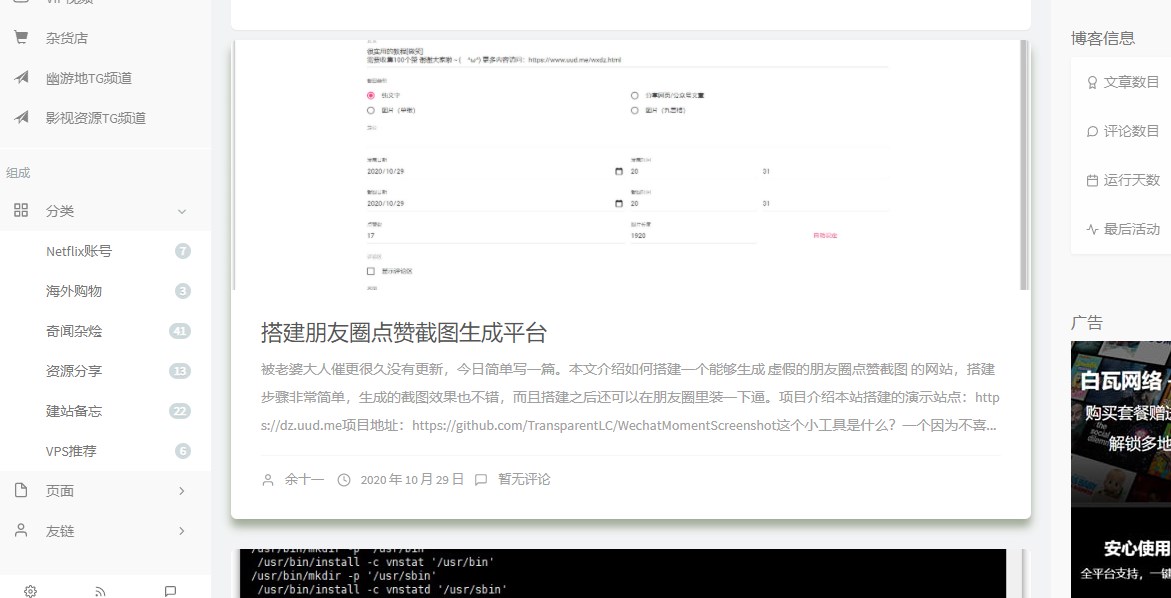 杂货店
幽游地TG频道
影视资源TG频道
组成
分类
Netflix账号 7
海外购物 3
奇闻杂烩 41
资源分享 13
建站备忘 22
VPS推荐 6
页面
友链
https://www.uud.me/wxdz.html
纯文字
2020/10/29
20
31
2020/10/29
20
31
17
1920
搭建朋友圈点赞截图生成平台
被老婆大人催更很久没有更新，今日简单写一篇。本文介绍如何搭建一个能够生成 虚假的朋友圈点赞截图 的网站，搭建
步骤非常简单，生成的截图效果也不错，而且搭建之后还可以在朋友圈里装一下逼。项目介绍本站搭建的演示站点：http
s://dz.uud.me项目地址：https://github.com/TransparentLC/WechatMomentScreenshot这个小工具是什么？一个因为不喜...
余十一 2020 年 10 月 29 日 暂无评论
/usr/bin/mkdir -p '/usr/bin'
/usr/bin/install -c vnstat '/usr/bin'
/usr/bin/mkdir -p '/usr/sbin'
/usr/bin/install -c vnstatd '/usr/sbin'
博客信息
文章数目
评论数目
运行天数
最后活动
广告
白瓦网络
购买套餐赠送
解锁多地
the social dilemma_
安心使用
全平台支持，一键